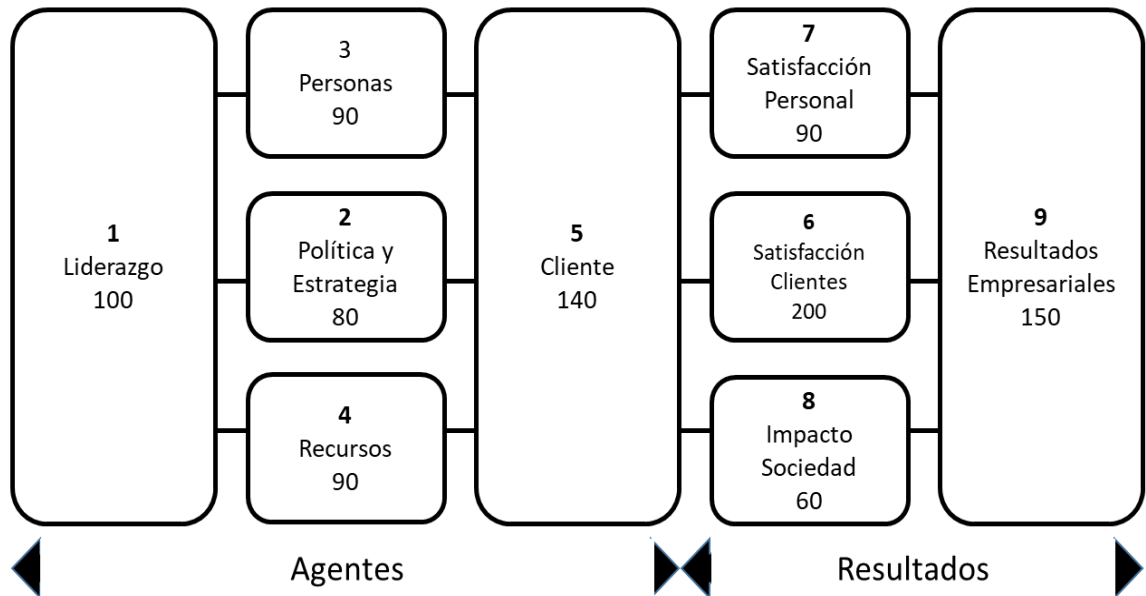 1
Liderazgo
100
3
Personas
90
2
Política y
Estrategia
80
4
Recursos
90
5
Cliente
140
7
Satisfacción
Personal
90
6
Satisfacción
Clientes
200
8
Impacto
Sociedad
60
9
Resultados
Empresariales
150
Agentes
Resultados